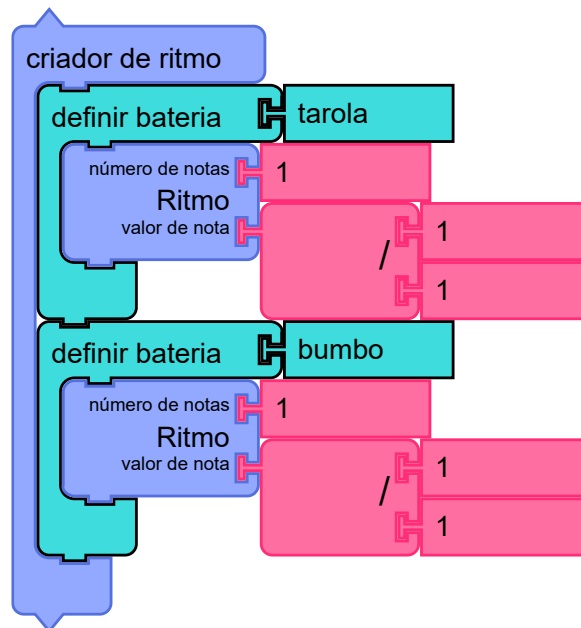 criador de ritmo
definir bateria tarola
número de notas 1
Ritmo
valor de nota
/ 1
1
definir bateria bumbo
número de notas 1
Ritmo
valor de nota
/ 1
1